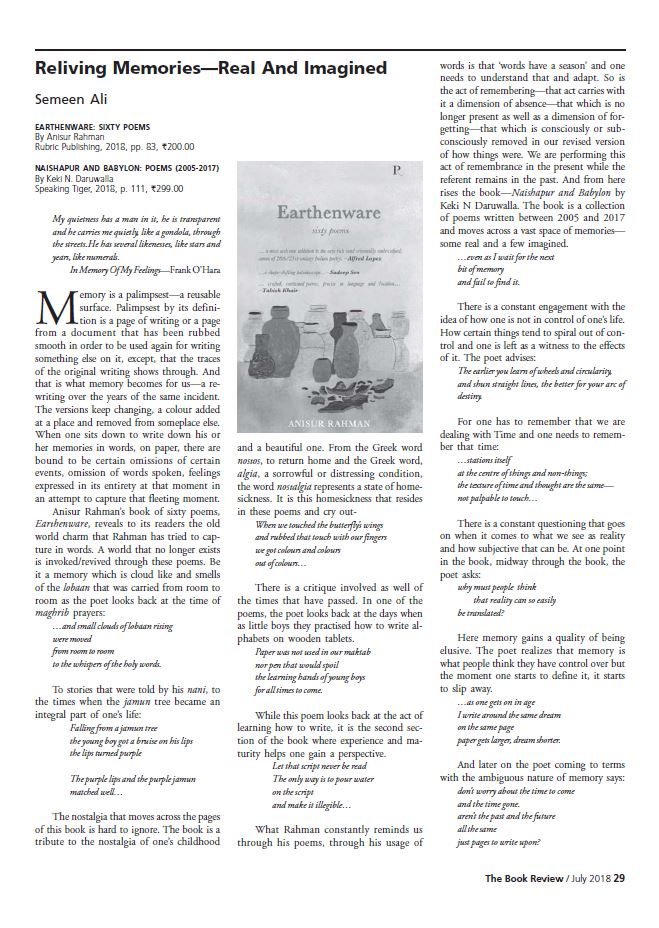 Reliving Memories—Real And Imagined
Semeen Ali
EARTHENWARE: SIXTY POEMS
By Anisur Rahman
Rubric Publishing, 2018, pp. 83, ₹200.00
NAISHAPUR AND BABYLON: POEMS (2005-2017)
By Keki N. Daruwalla
Speaking Tiger, 2018, p. 111, ₹299.00
My quietness has a man in it, he is transparent
and he carries me quietly, like a gondola, through
the streets.He has several likenesses, like stars and
years, like numerals.
In Memory Of My Feelings—Frank O'Hara
Memory is a palimpsest—a reusable
surface. Palimpsest by its defini-
tion is a page of writing or a page
from a document that has been rubbed
smooth in order to be used again for writing
something else on it, except, that the traces
of the original writing shows through. And
that is what memory becomes for us—a re-
writing over the years of the same incident.
The versions keep changing, a colour added
at a place and removed from someplace else.
When one sits down to write down his or
her memories in words, on paper, there are
bound to be certain omissions of certain
events, omission of words spoken, feelings
expressed in its entirety at that moment in
an attempt to capture that fleeting moment.
Anisur Rahman's book of sixty poems,
Earthenware, reveals to its readers the old
world charm that Rahman has tried to cap-
ture in words. A world that no longer exists
is invoked/revived through these poems. Be
it a memory which is cloud like and smells
of the lobaan that was carried from room to
room as the poet looks back at the time of
maghrib prayers:
…and small clouds of lobaan rising
were moved
from room to room
to the whispers of the holy words.
To stories that were told by his nani, to
the times when the jamun tree became an
integral part of one's life:
Falling from a jamun tree
the young boy got a bruise on his lips
the lips turned purple
The purple lips and the purple jamun
matched well…
The nostalgia that moves across the pages
of this book is hard to ignore. The book is a
tribute to the nostalgia of one's childhood
P
Earthenware
sixty poems
—Alfred Lopez
—Sudeep Sen
—Tabish Khair
ANISUR RAHMAN
and a beautiful one. From the Greek word
nosos, to return home and the Greek word,
algia, a sorrowful or distressing condition,
the word nostalgia represents a state of home-
sickness. It is this homesickness that resides
in these poems and cry out-
When we touched the butterfly's wings
and rubbed that touch with our fingers
we got colours and colours
out of colours…
There is a critique involved as well of
the times that have passed. In one of the
poems, the poet looks back at the days when
as little boys they practised how to write al-
phabets on wooden tablets.
Paper was not used in our maktab
nor pen that would spoil
the learning hands of young boys
for all times to come.
While this poem looks back at the act of
learning how to write, it is the second sec-
tion of the book where experience and ma-
turity helps one gain a perspective.
Let that script never be read
The only way is to pour water
on the script
and make it illegible…
What Rahman constantly reminds us
through his poems, through his usage of
words is that 'words have a season' and one
needs to understand that and adapt. So is
the act of remembering—that act carries with
it a dimension of absence—that which is no
longer present as well as a dimension of for-
getting—that which is consciously or sub-
consciously removed in our revised version
of how things were. We are performing this
act of remembrance in the present while the
referent remains in the past. And from here
rises the book—Naishapur and Babylon by
Keki N Daruwalla. The book is a collection
of poems written between 2005 and 2017
and moves across a vast space of memories—
some real and a few imagined.
…even as I wait for the next
bit of memory
and fail to find it.
There is a constant engagement with the
idea of how one is not in control of one's life.
How certain things tend to spiral out of con-
trol and one is left as a witness to the effects
of it. The poet advises:
The earlier you learn of wheels and circularity,
and shun straight lines, the better for your arc of
destiny.
For one has to remember that we are
dealing with Time and one needs to remem-
ber that time:
…stations itself
at the centre of things and non-things;
the texture of time and thought are the same—
not palpable to touch…
There is a constant questioning that goes
on when it comes to what we see as reality
and how subjective that can be. At one point
in the book, midway through the book, the
poet asks:
why must people think
that reality can so easily
be translated?
Here memory gains a quality of being
elusive. The poet realizes that memory is
what people think they have control over but
the moment one starts to define it, it starts
to slip away.
…as one gets on in age
I write around the same dream
on the same page
paper gets larger, dream shorter.
And later on the poet coming to terms
with the ambiguous nature of memory says:
don't worry about the time to come
and the time gone.
aren't the past and the future
all the same
just pages to write upon?
The Book Review / July 2018 29